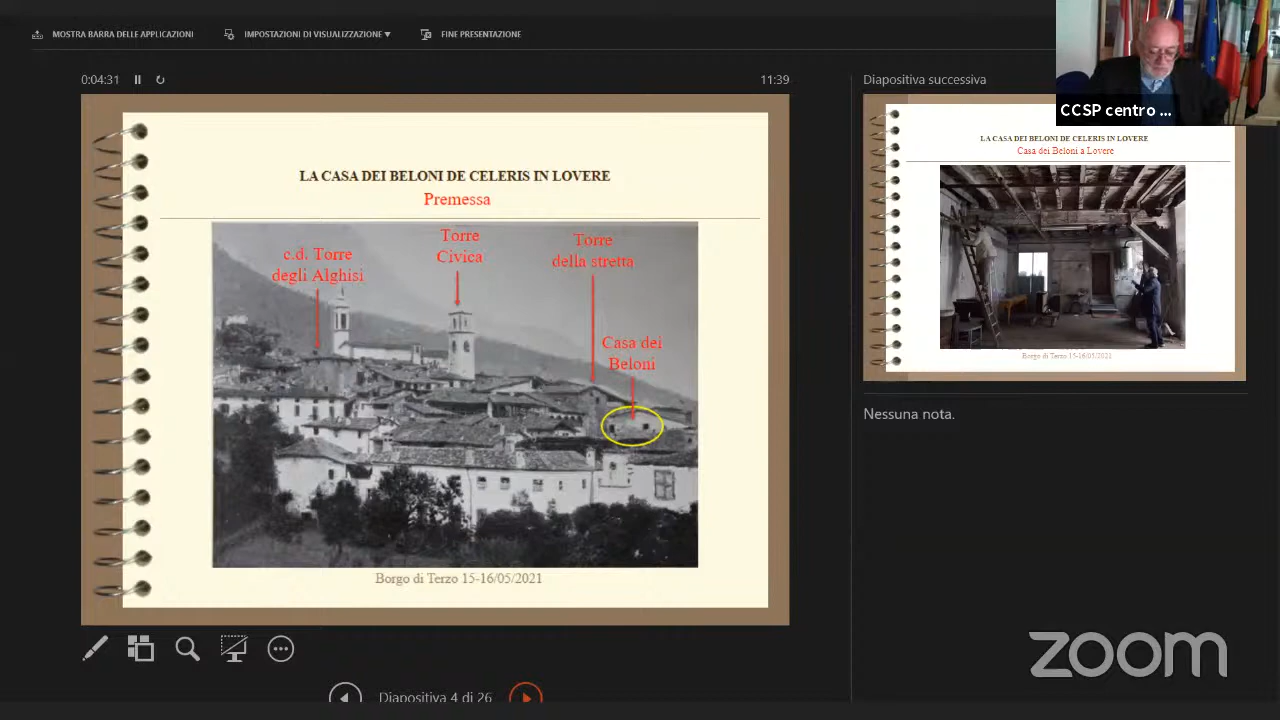 MOSTRA BARRA DELLE APPLICAZIONI
IMPOSTAZIONI DI VISUALIZZAZIONE ▼
FINE PRESENTAZIONE
0:04:31
11:39
LA CASA DEI BELONI DE CELERIS IN LOVERE
Premessa
c.d. Torre
degli Alghisi
Torre
Civica
Torre
della stretta
Casa dei
Beloni
Borgo di Terzo 15-16/05/2021
Diapositiva 4 di 26
Diapositiva successiva
CCSP centro ...
LA CASA DEI BELONI DE CELERIS IN LOVERE
Casa dei Beloni a Lovere
Borgo di Terzo 15-16/05/2021
Nessuna nota.
zoom